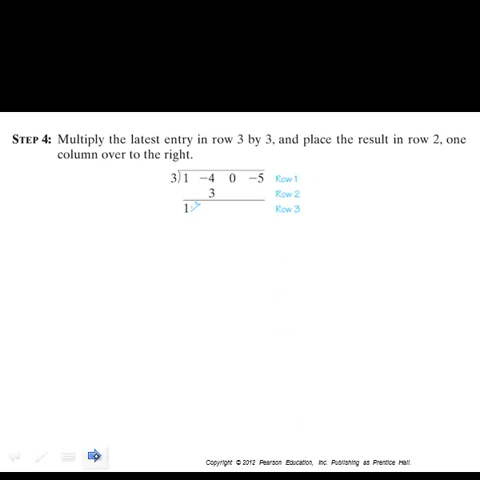 STEP 4: Multiply the latest entry in row 3 by 3, and place the result in row 2, one
column over to the right.
3)1 −4 0 −5 Row 1
3 Row 2
1 Row 3
Copyright © 2012 Pearson Education, Inc. Publishing as Prentice Hall.